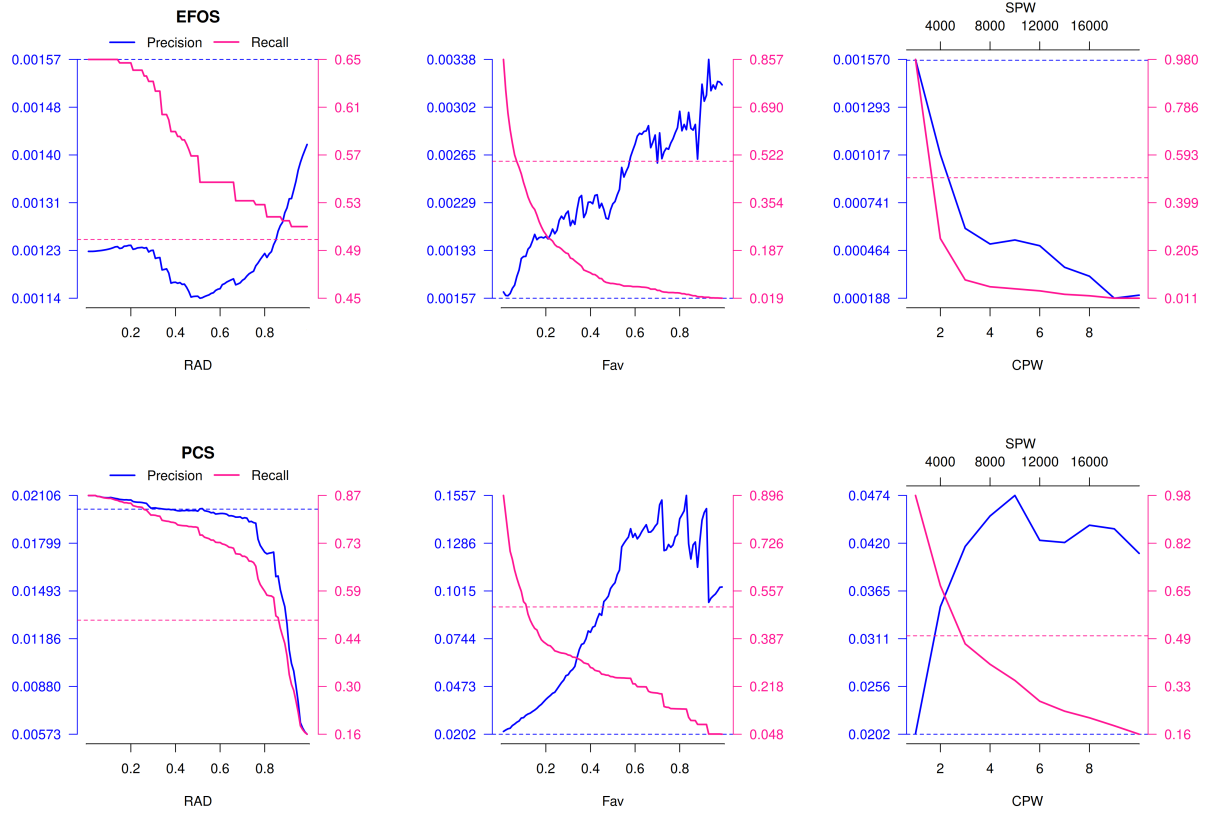 EFOS
Precision Recall
0.00157 0.00148 0.00140 0.00131 0.00123 0.00114
0.65 0.61 0.57 0.53 0.49 0.45
0.2 0.4 0.6 0.8
RAD
0.00338 0.00302 0.00265 0.00229 0.00193 0.00157
0.857 0.690 0.522 0.354 0.187 0.019
0.2 0.4 0.6 0.8
Fav
SPW
4000 8000 12000 16000
0.001570 0.001293 0.001017 0.000741 0.000464 0.000188
0.980 0.786 0.593 0.399 0.205 0.011
2 4 6 8
CPW
PCS
Precision Recall
0.02106 0.01799 0.01493 0.01186 0.00880 0.00573
0.87 0.73 0.59 0.44 0.30 0.16
0.2 0.4 0.6 0.8
RAD
0.1557 0.1286 0.1015 0.0744 0.0473 0.0202
0.896 0.726 0.557 0.387 0.218 0.048
0.2 0.4 0.6 0.8
Fav
SPW
4000 8000 12000 16000
0.0474 0.0420 0.0365 0.0311 0.0256 0.0202
0.98 0.82 0.65 0.49 0.33 0.16
2 4 6 8
CPW